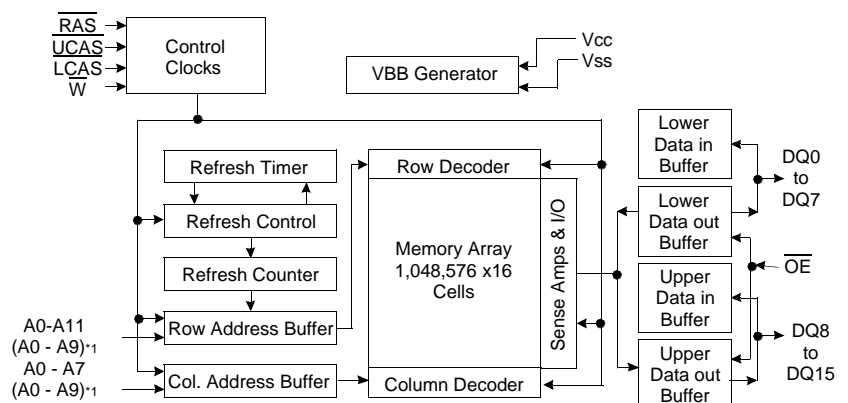 RAS
UCAS
LCAS
W
Control
Clocks
VBB Generator
Vcc
Vss
Refresh Timer
Refresh Control
Refresh Counter
Row Address Buffer
Col. Address Buffer
A0-A11
(A0 - A9)*1
A0 - A7
(A0 - A9)*1
Row Decoder
Memory Array
1,048,576 x16
Cells
Column Decoder
Sense Amps & I/O
Lower
Data in
Buffer
Lower
Data out
Buffer
Upper
Data in
Buffer
Upper
Data out
Buffer
DQ0
to
DQ7
OE
DQ8
to
DQ15